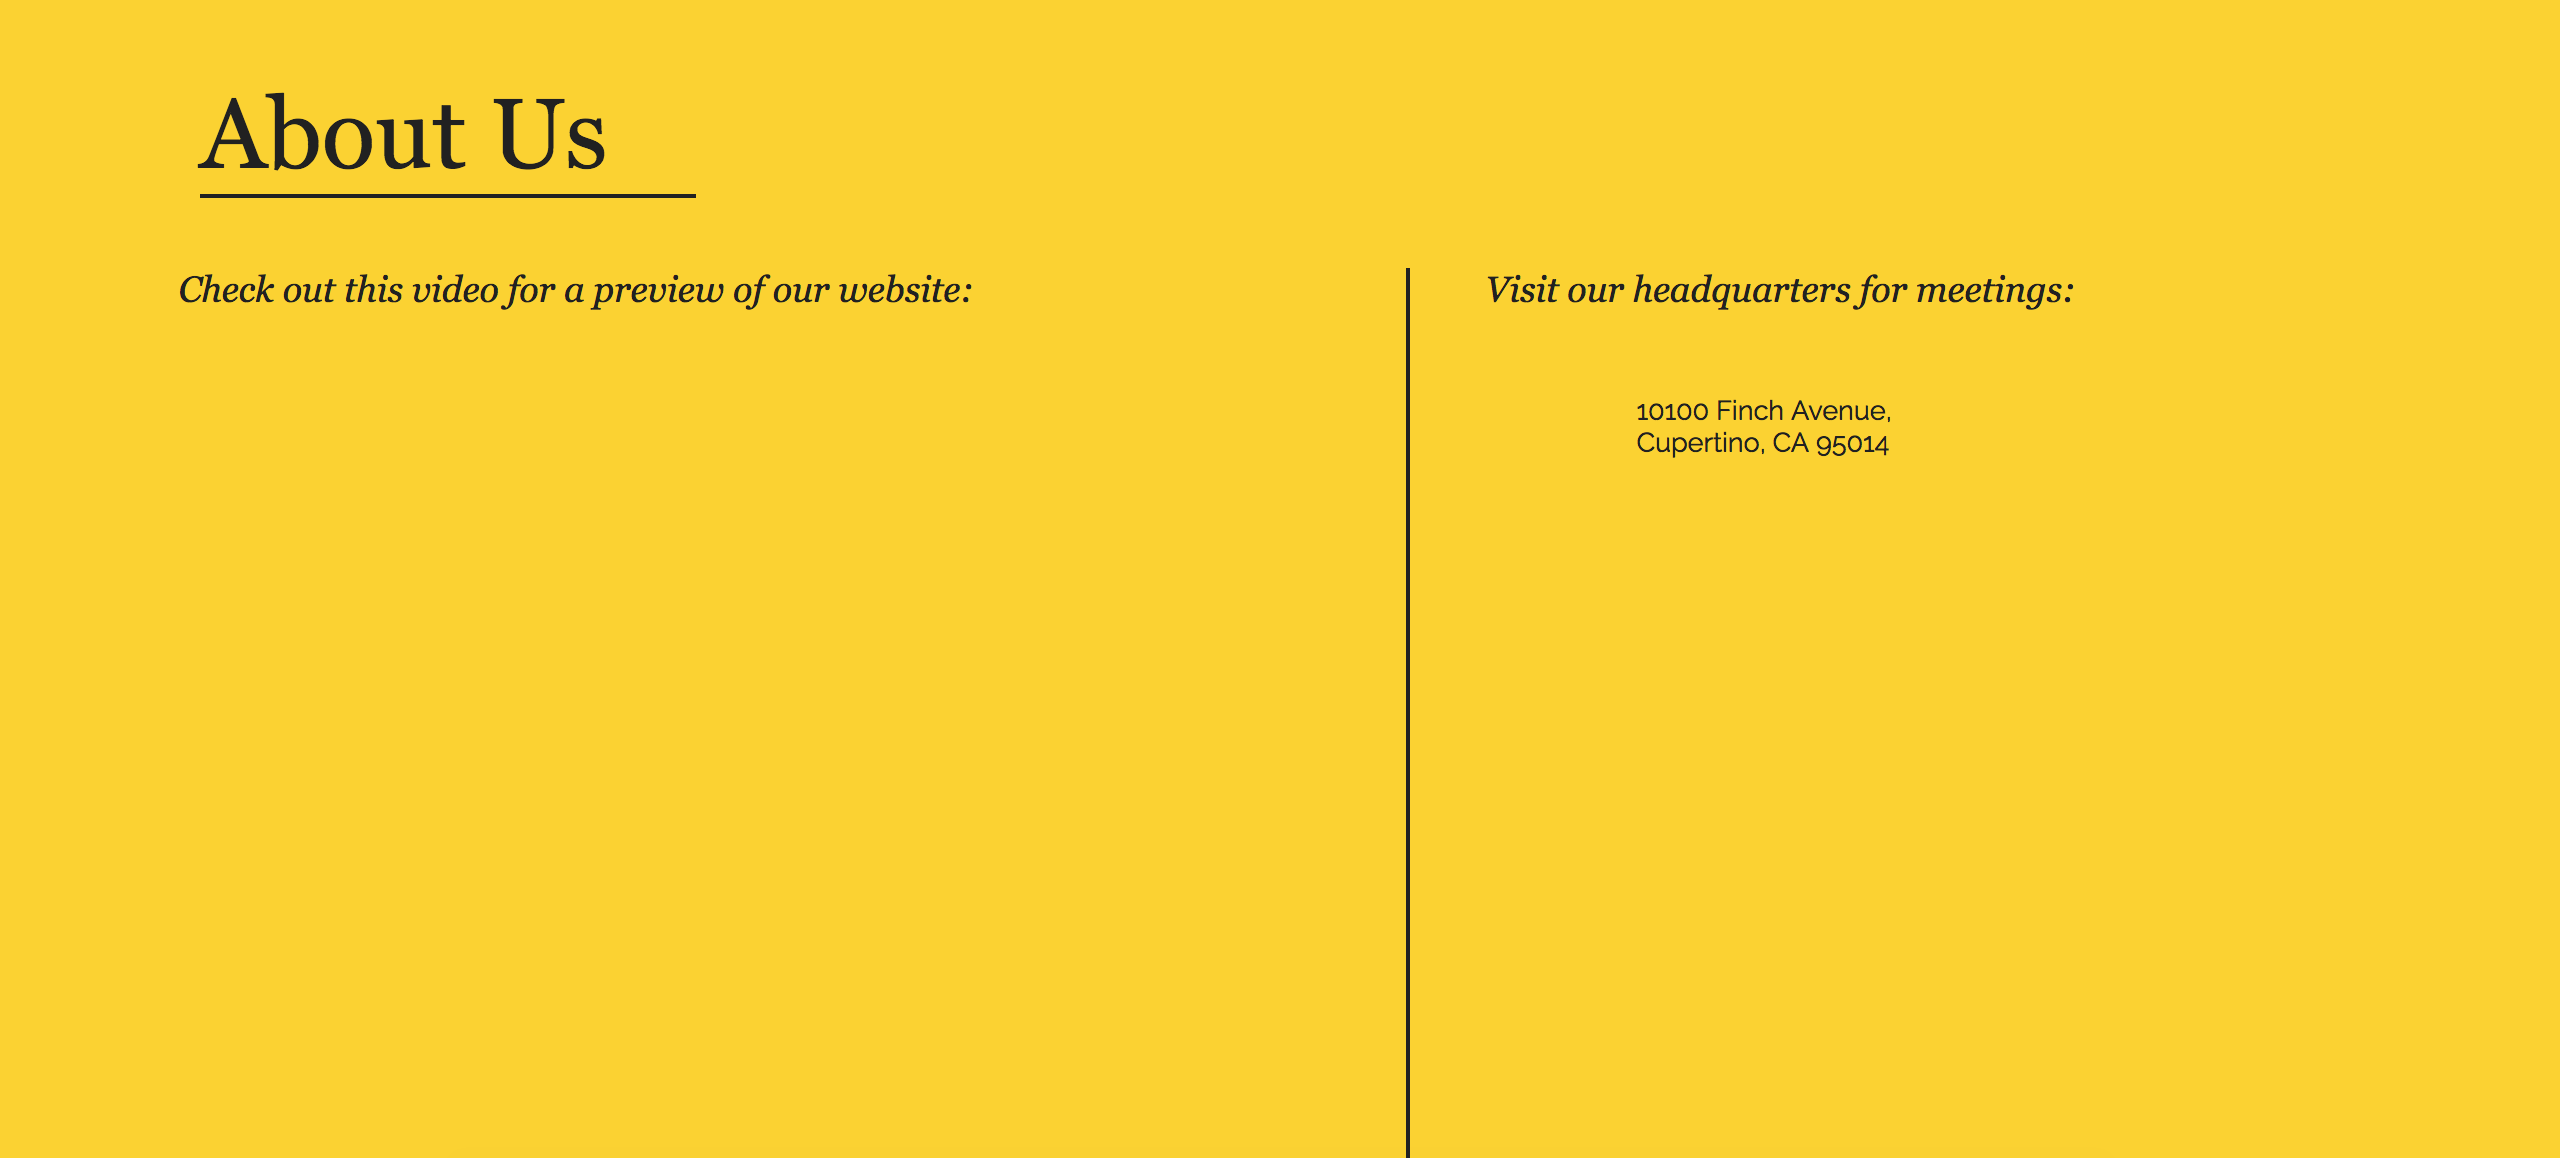 About Us
Check out this video for a preview of our website:
Visit our headquarters for meetings:
10100 Finch Avenue,
Cupertino, CA 95014